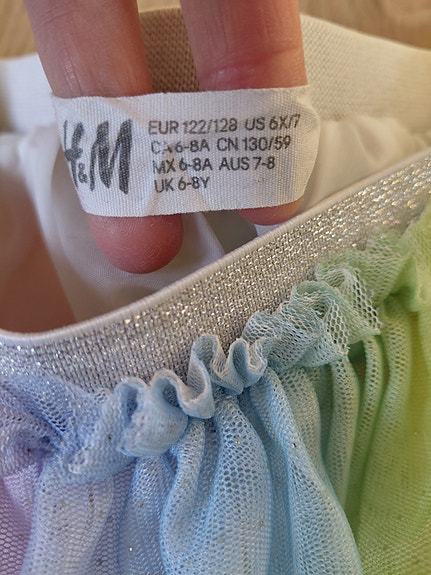 H&M
EUR 122/128 US 6X/7
CA 6-8A CN 130/59
MX 6-8A AUS 7-8
UK 6-8Y